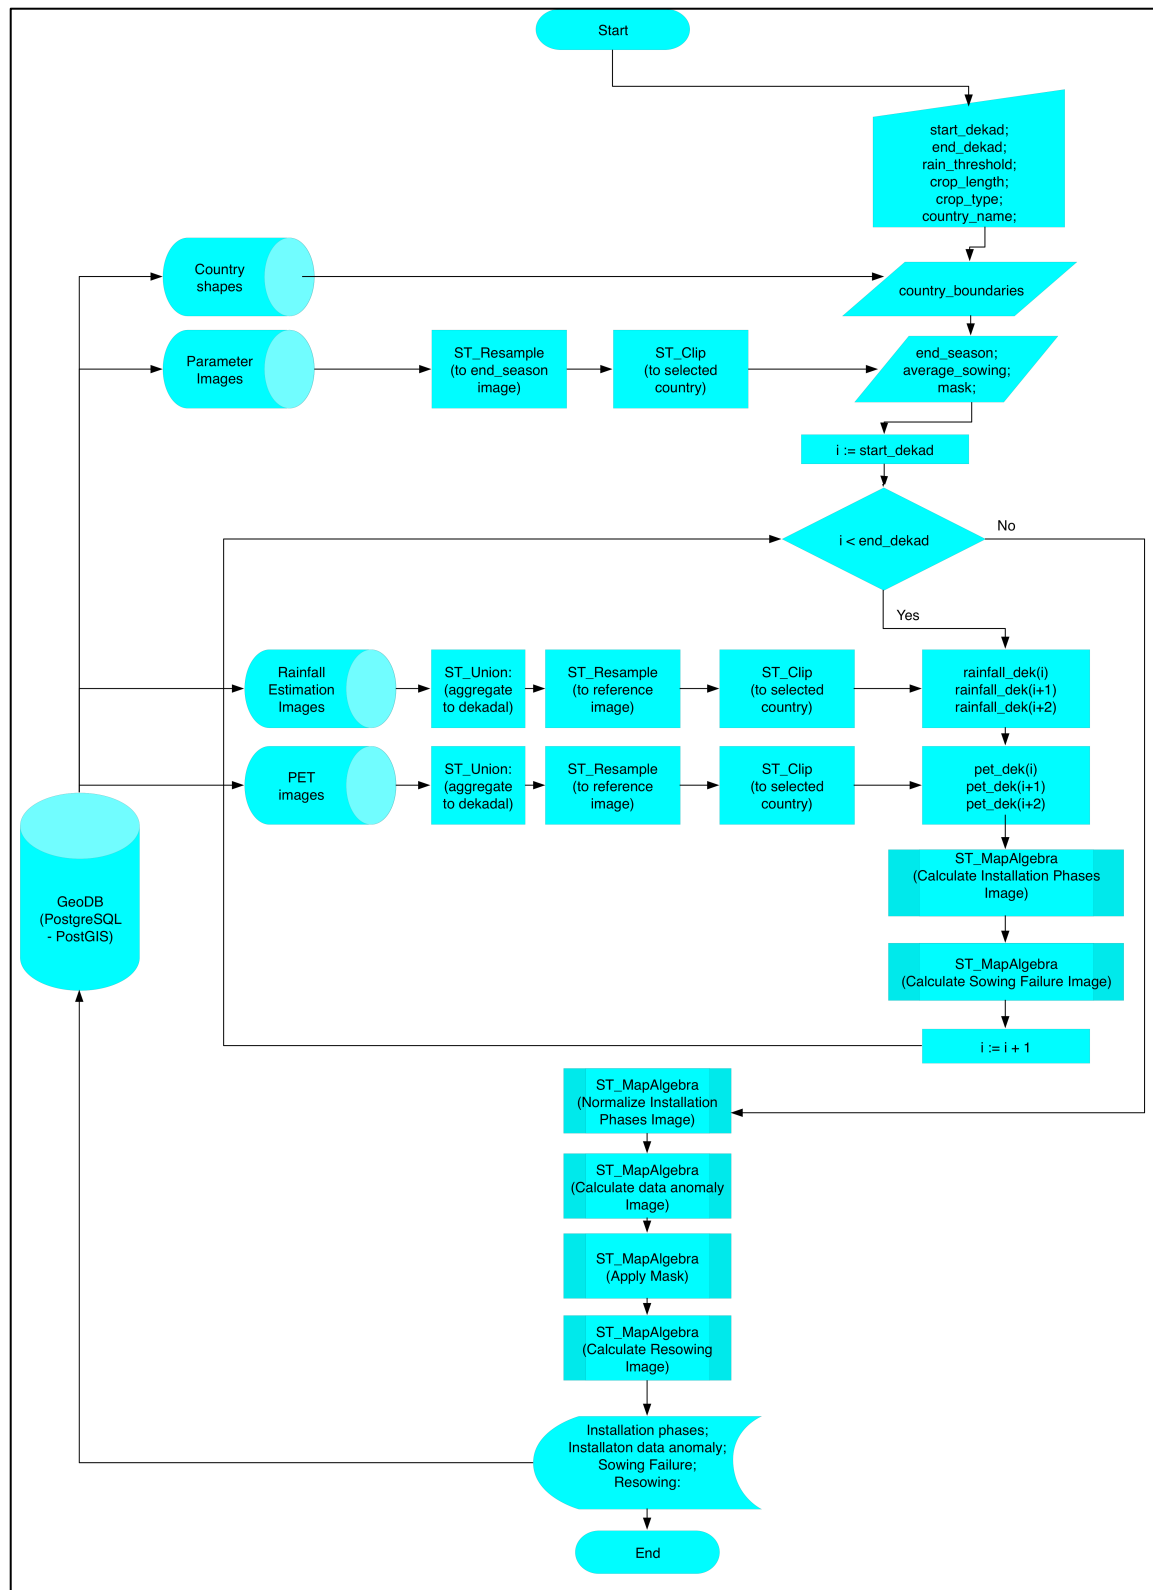 Start
start_dekad;
end_dekad;
rain_threshold;
crop_length;
crop_type;
country_name;
Country
shapes
country_boundaries
Parameter
Images
ST_Resample
(to end_season
image)
ST_Clip
(to selected
country)
end_season;
average_sowing;
mask;
i := start_dekad
i < end_dekad
No
Yes
Rainfall
Estimation
Images
ST_Union:
(aggregate
to dekadal)
ST_Resample
(to reference
image)
ST_Clip
(to selected
country)
rainfall_dek(i)
rainfall_dek(i+1)
rainfall_dek(i+2)
PET
images
ST_Union:
(aggregate
to dekadal)
ST_Resample
(to reference
image)
ST_Clip
(to selected
country)
pet_dek(i)
pet_dek(i+1)
pet_dek(i+2)
GeoDB
(PostgreSQL
- PostGIS)
ST_MapAlgebra
(Calculate Installation Phases
Image)
ST_MapAlgebra
(Calculate Sowing Failure Image)
i := i + 1
ST_MapAlgebra
(Normalize Installation
Phases Image)
ST_MapAlgebra
(Calculate data anomaly
Image)
ST_MapAlgebra
(Apply Mask)
ST_MapAlgebra
(Calculate Resowing
Image)
Installation phases;
Installaton data anomaly;
Sowing Failure;
Resowing:
End